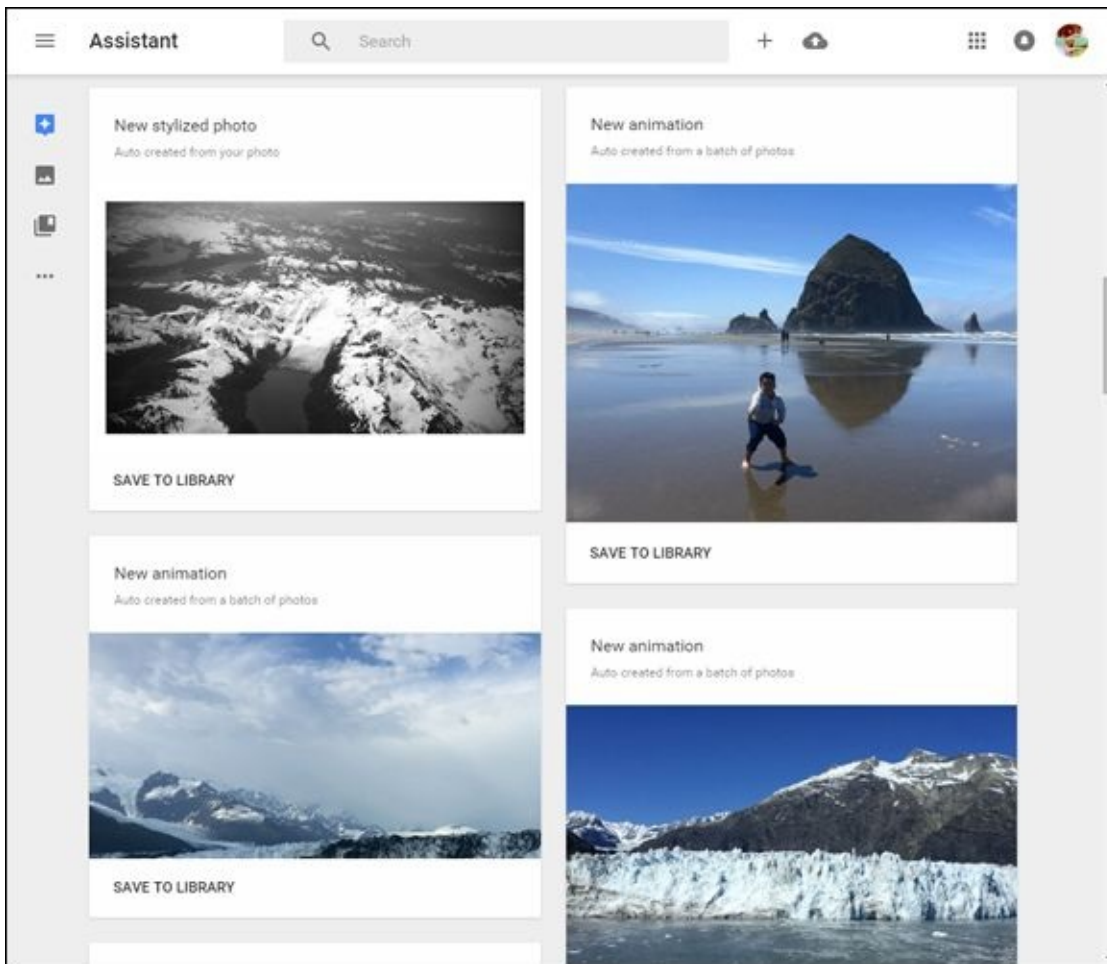 Assistant
Search
New stylized photo
Auto created from your photo
SAVE TO LIBRARY
New animation
Auto created from a batch of photos
SAVE TO LIBRARY
New animation
Auto created from a batch of photos
SAVE TO LIBRARY
New animation
Auto created from a batch of photos